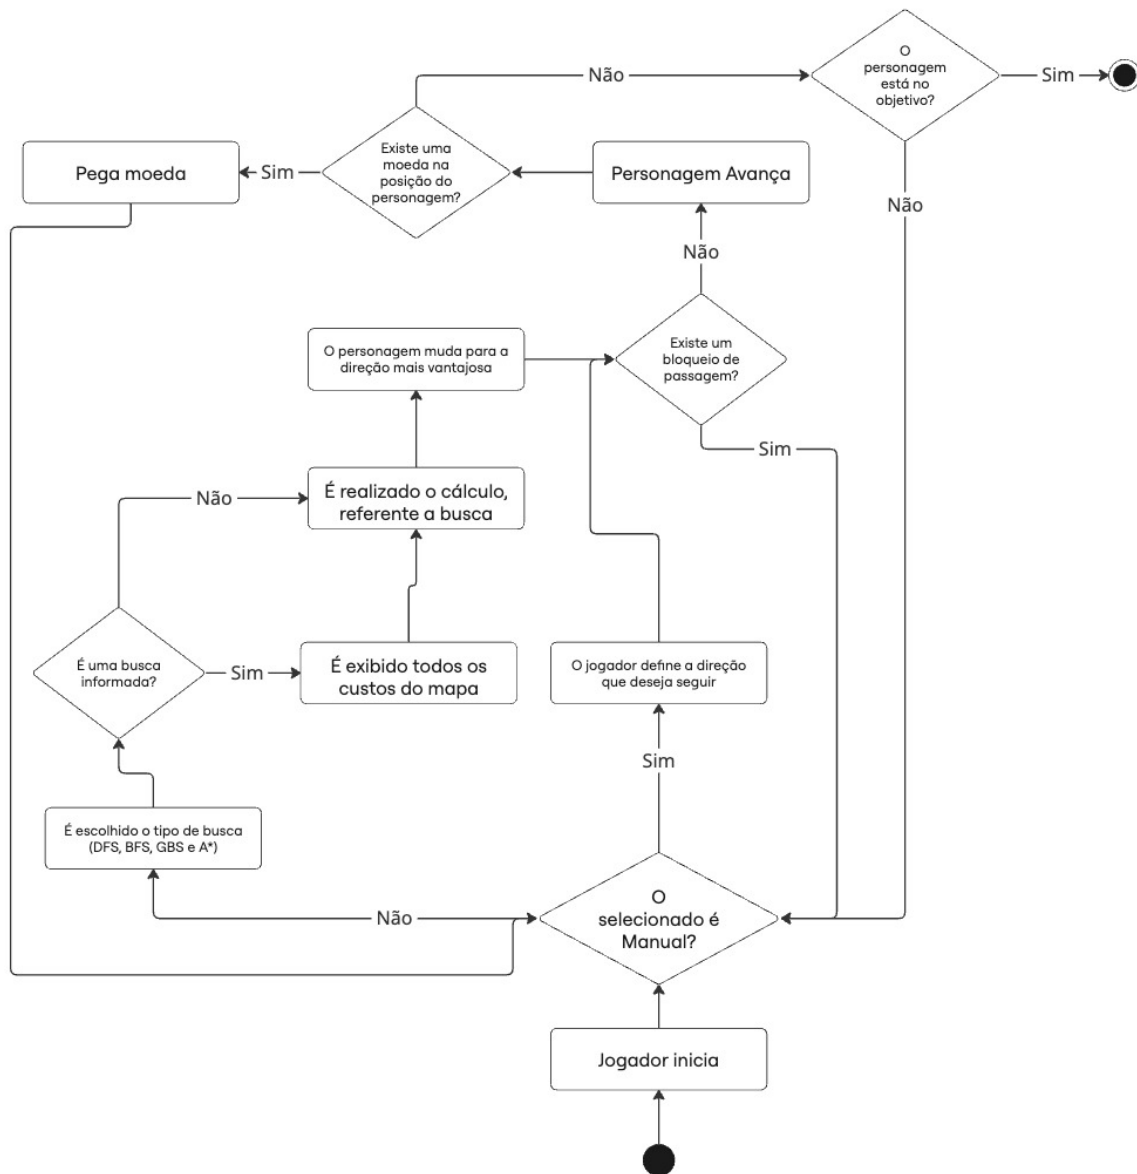 O
personagem
está no
objetivo?
Não
Sim
Existe uma
moeda na
posição do
personagem?
Sim
Pega moeda
Personagem Avança
Não
Não
Existe um
bloqueio de
passagem?
O personagem muda para a
direção mais vantajosa
Sim
É realizado o cálculo,
referente a busca
Não
É uma busca
informada?
Sim
É exibido todos os
custos do mapa
O jogador define a direção
que deseja seguir
Sim
É escolhido o tipo de busca
(DFS, BFS, GBS e A*)
Não
O
selecionado é
Manual?
Jogador inicia